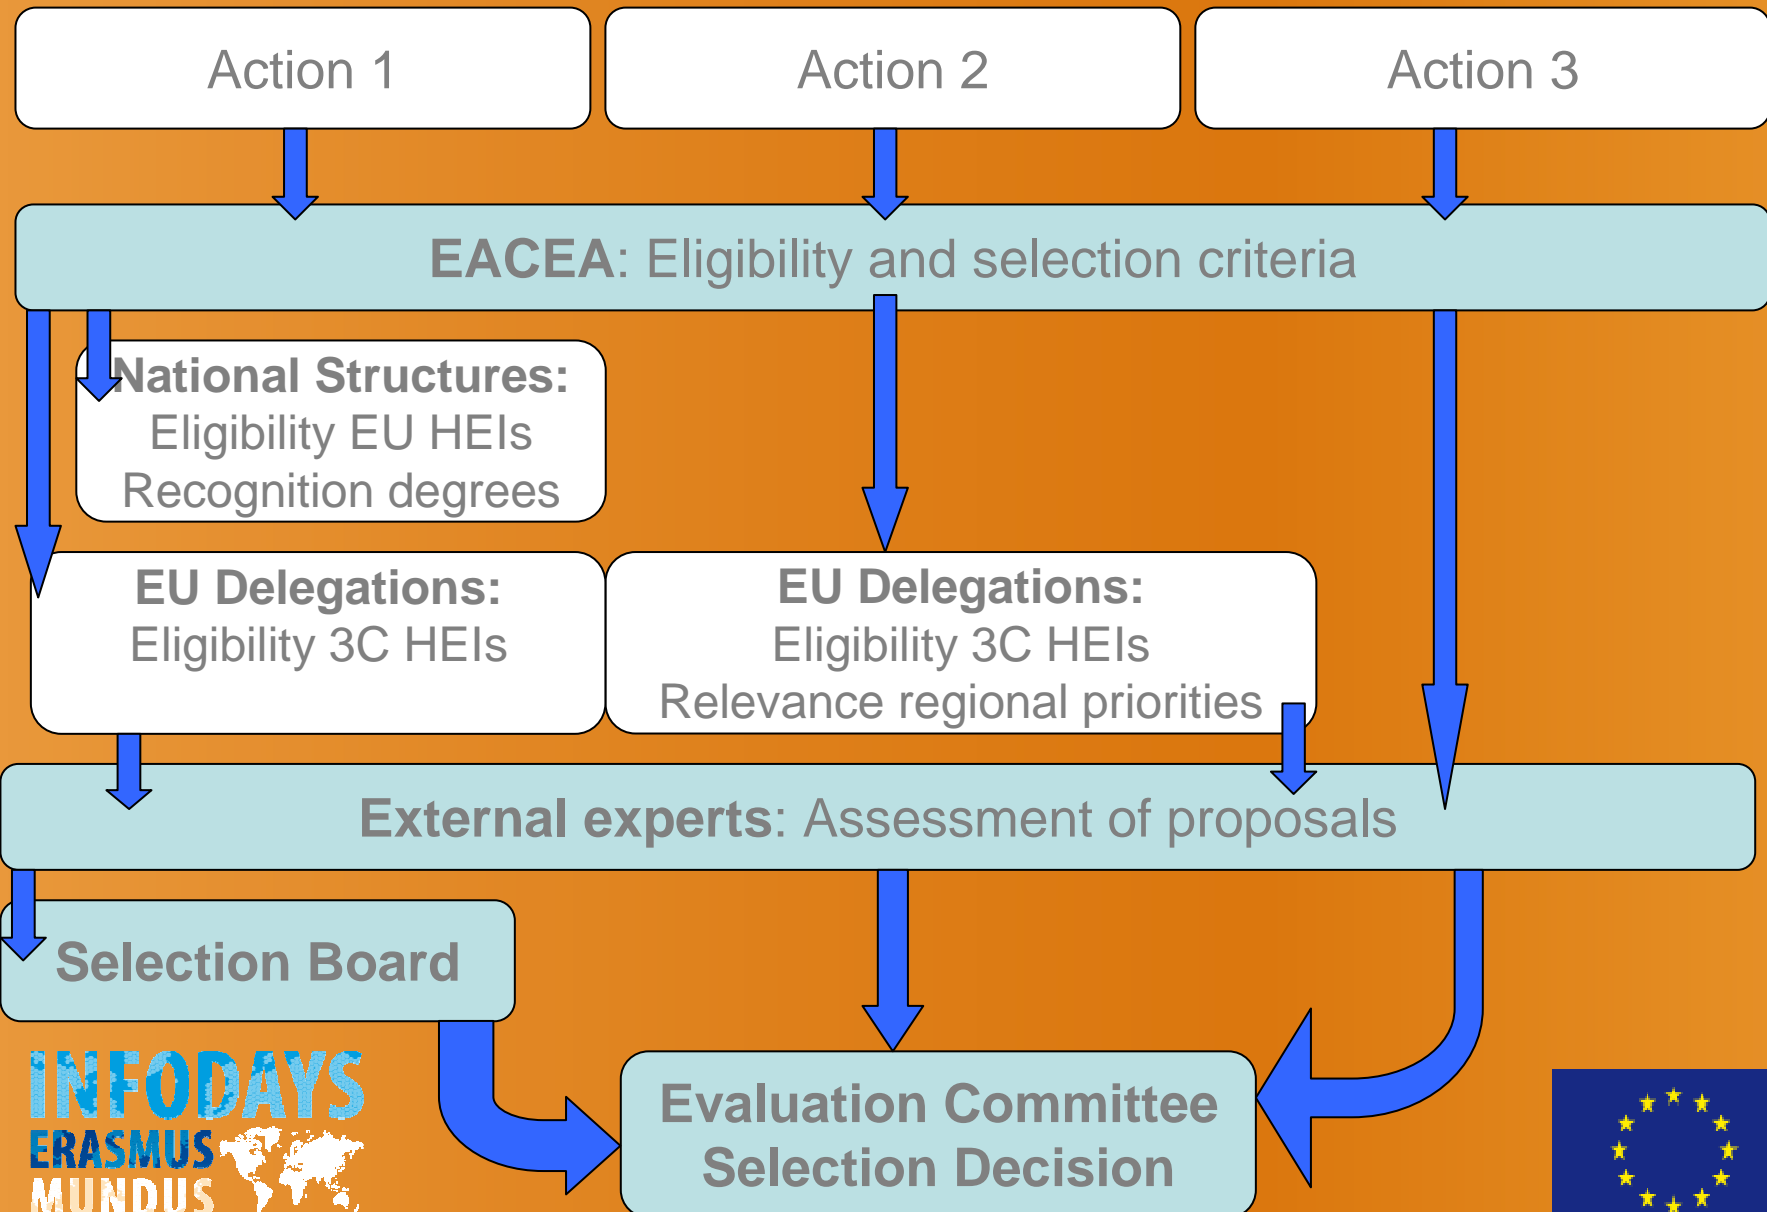 Action 1
Action 2
Action 3
EACEA: Eligibility and selection criteria
National Structures:
Eligibility EU HEIs
Recognition degrees
EU Delegations:
Eligibility 3C HEIs
EU Delegations:
Eligibility 3C HEIs
Relevance regional priorities
External experts: Assessment of proposals
Selection Board
Evaluation Committee
Selection Decision
INFODAYS
ERASMUS
MUNDUS